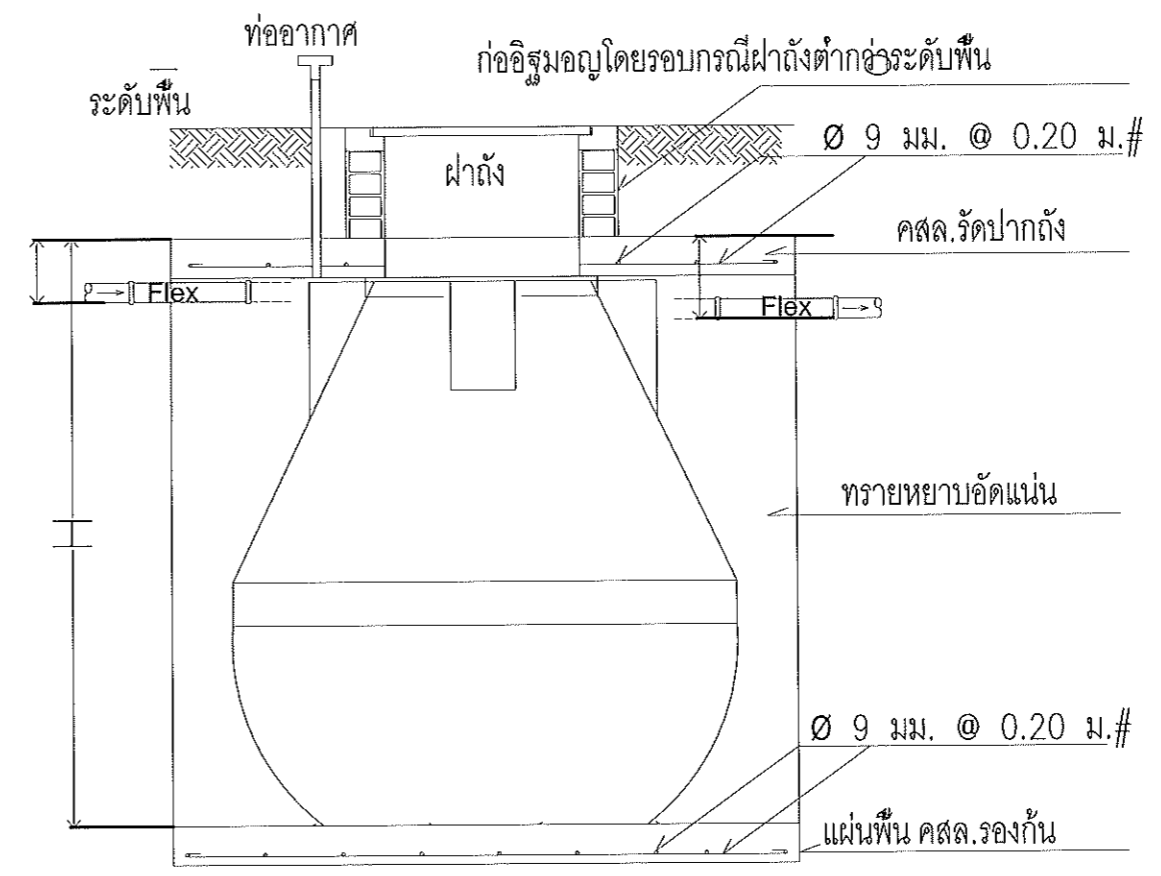 ท่ออากาศ
ก่ออิฐมอญโดยรอบกรณีฝาถังต่ำกว่าระดับพื้น
ระดับพื้น
Ø 9 มม. @ 0.20 ม.#
ฝาถัง
คสล.รัดปากถัง
Flex
Flex
ทรายหยาบอัดแน่น
Ø 9 มม. @ 0.20 ม.#
แผ่นพื้น คสล.รองก้น